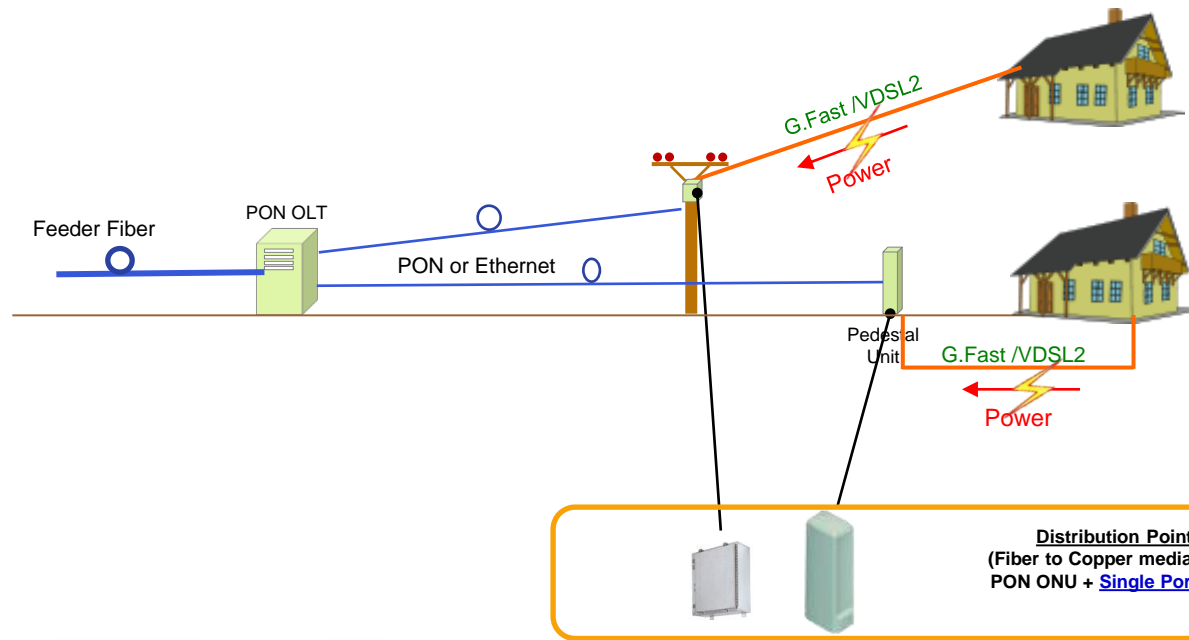 G.Fast /VDSL2
Power
PON OLT
Feeder Fiber
PON or Ethernet
Pedestal
Unit
G.Fast /VDSL2
Power
Distribution Point
(Fiber to Copper media
PON ONU + Single Por